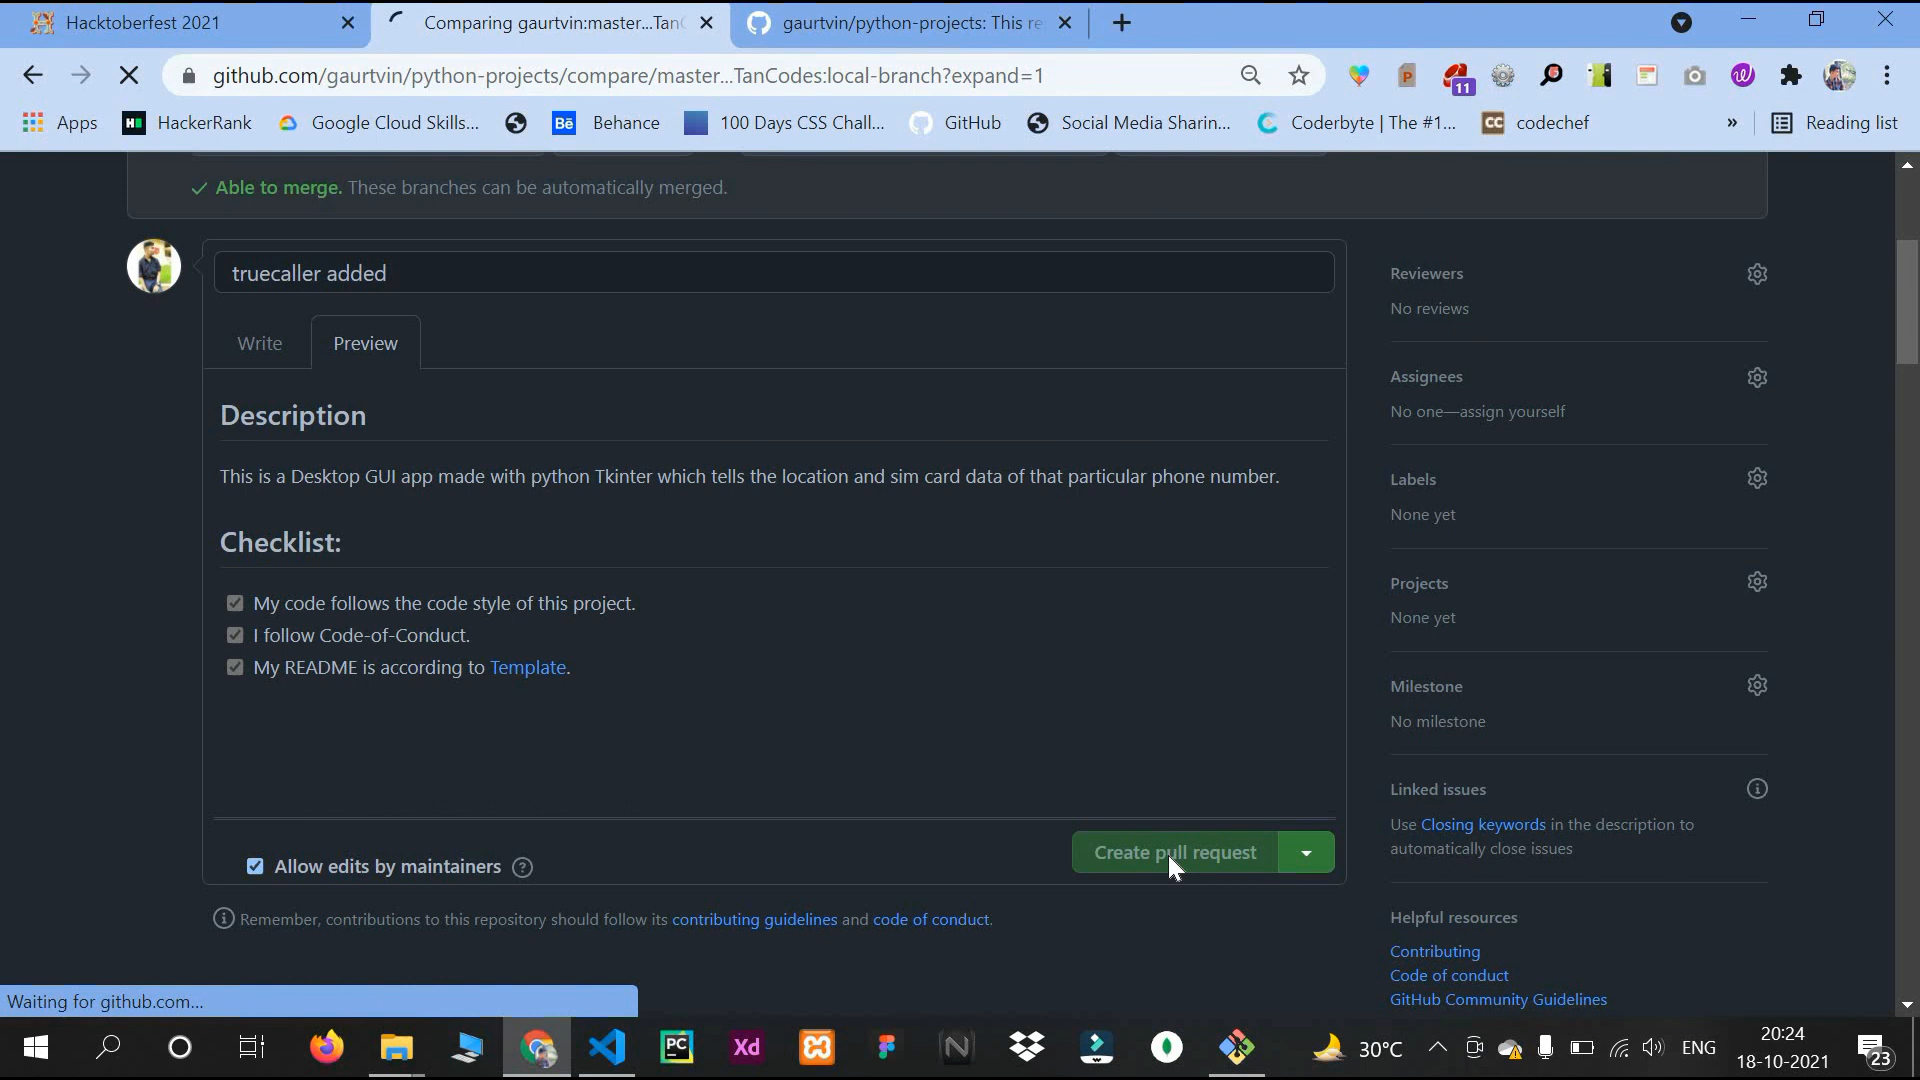 Hacktoberfest 2021
Comparing gaurtvin:master...Tan
gaurtvin/python-projects: This re
github.com/gaurtvin/python-projects/compare/master...TanCodes:local-branch?expand=1
11
Apps
HackerRank
Google Cloud Skills...
Behance
100 Days CSS Chall...
GitHub
Social Media Sharin...
Coderbyte | The #1...
codechef
»
Reading list
Able to merge. These branches can be automatically merged.
truecaller added
Write
Preview
Description
This is a Desktop GUI app made with python Tkinter which tells the location and sim card data of that particular phone number.
Checklist:
My code follows the code style of this project.
I follow Code-of-Conduct.
My README is according to Template.
Allow edits by maintainers
Create pull request
Remember, contributions to this repository should follow its contributing guidelines and code of conduct.
Reviewers
No reviews
Assignees
No one—assign yourself
Labels
None yet
Projects
None yet
Milestone
No milestone
Linked issues
Use Closing keywords in the description to
automatically close issues
Helpful resources
Contributing
Code of conduct
GitHub Community Guidelines
Waiting for github.com...
30°C
ENG
20:24
18-10-2021
23